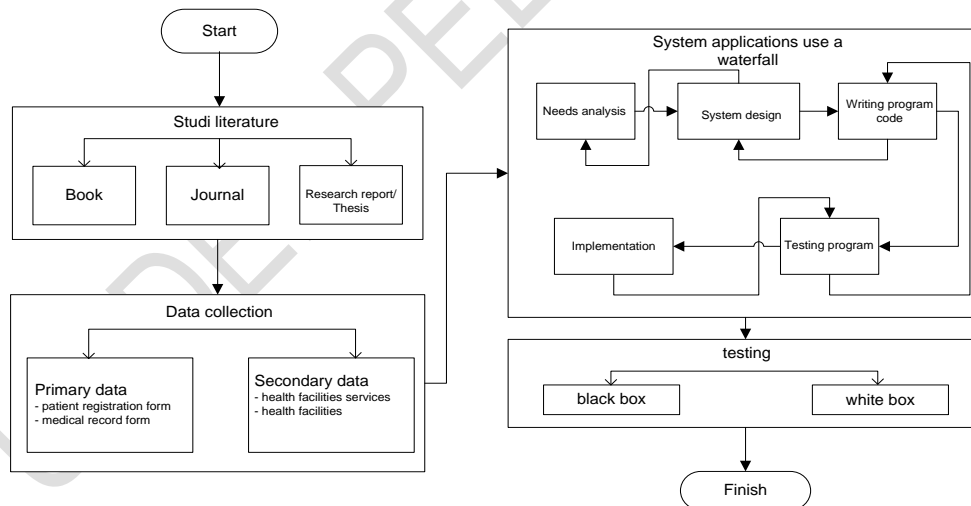 Start
Studi literature
Book
Journal
Research report/
Thesis
Data collection
Primary data
- patient registration form
- medical record form
Secondary data
- health facilities services
- health facilities
System applications use a
waterfall
Needs analysis
System design
Writing program
code
Implementation
Testing program
testing
black box
white box
Finish